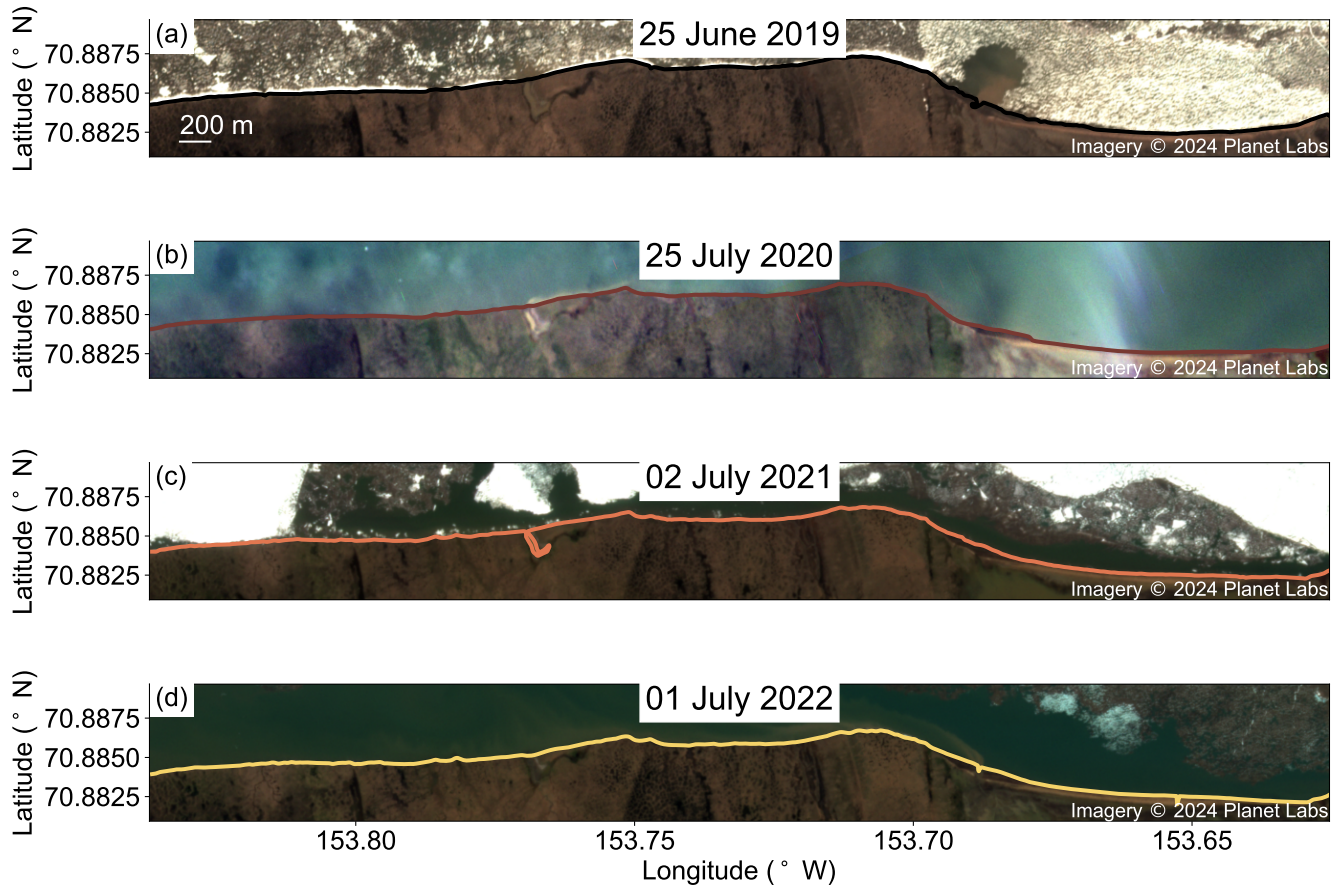 (a)
25 June 2019
Latitude (° N)
70.8875
70.8850
70.8825
200 m
Imagery © 2024 Planet Labs
(b)
25 July 2020
Latitude (° N)
70.8875
70.8850
70.8825
Imagery © 2024 Planet Labs
(c)
02 July 2021
Latitude (° N)
70.8875
70.8850
70.8825
Imagery © 2024 Planet Labs
(d)
01 July 2022
Latitude (° N)
70.8875
70.8850
70.8825
Imagery © 2024 Planet Labs
153.80
153.75
153.70
153.65
Longitude (° W)